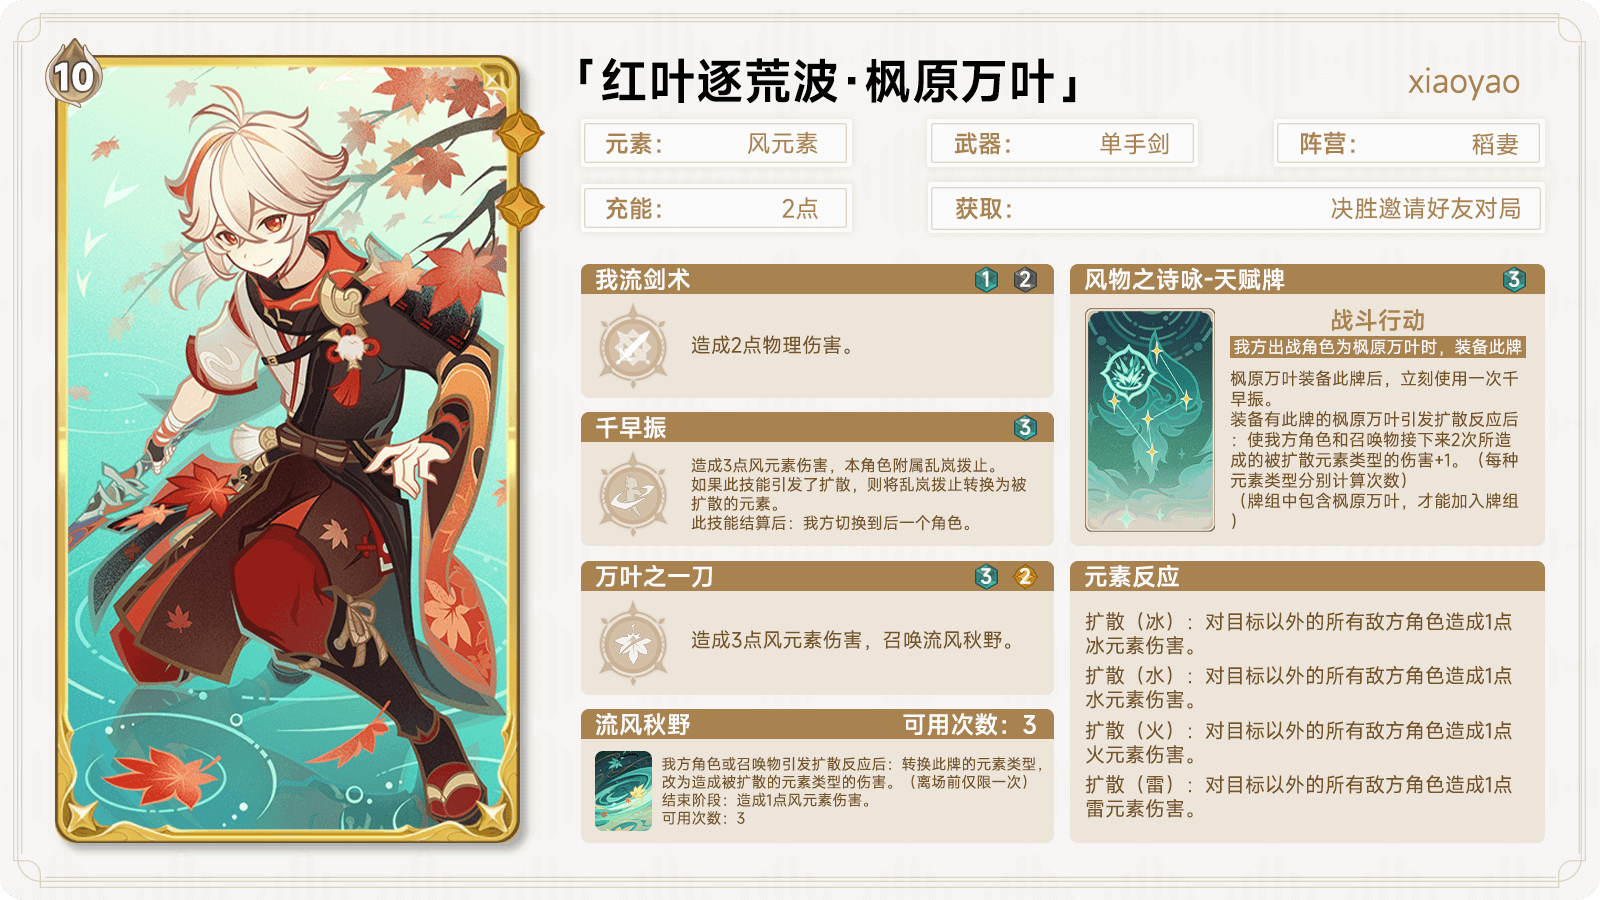 10
「红叶逐荒波·枫原万叶」
xiaoyao
元素： 风元素
武器： 单手剑
阵营： 稻妻
充能： 2点
获取： 决胜邀请好友对局
我流剑术 1 2
造成2点物理伤害。
千早振 3
造成3点风元素伤害，本角色附属乱岚拨止。
如果此技能引发了扩散，则将乱岚拨止转换为被
扩散的元素。
此技能结算后：我方切换到后一个角色。
万叶之一刀 3 2
造成3点风元素伤害，召唤流风秋野。
流风秋野 可用次数：3
我方角色或召唤物引发扩散反应后：转换此牌的元素类型，
改为造成被扩散的元素类型的伤害。（离场前仅限一次）
结束阶段：造成1点风元素伤害。
可用次数：3
风物之诗咏-天赋牌 3
战斗行动
我方出战角色为枫原万叶时，装备此牌
枫原万叶装备此牌后，立刻使用一次千
早振。
装备有此牌的枫原万叶引发扩散反应后
：使我方角色和召唤物接下来2次所造
成的被扩散元素类型的伤害+1。（每种
元素类型分别计算次数）
（牌组中包含枫原万叶，才能加入牌组
）
元素反应
扩散（冰）：对目标以外的所有敌方角色造成1点
冰元素伤害。
扩散（水）：对目标以外的所有敌方角色造成1点
水元素伤害。
扩散（火）：对目标以外的所有敌方角色造成1点
火元素伤害。
扩散（雷）：对目标以外的所有敌方角色造成1点
雷元素伤害。